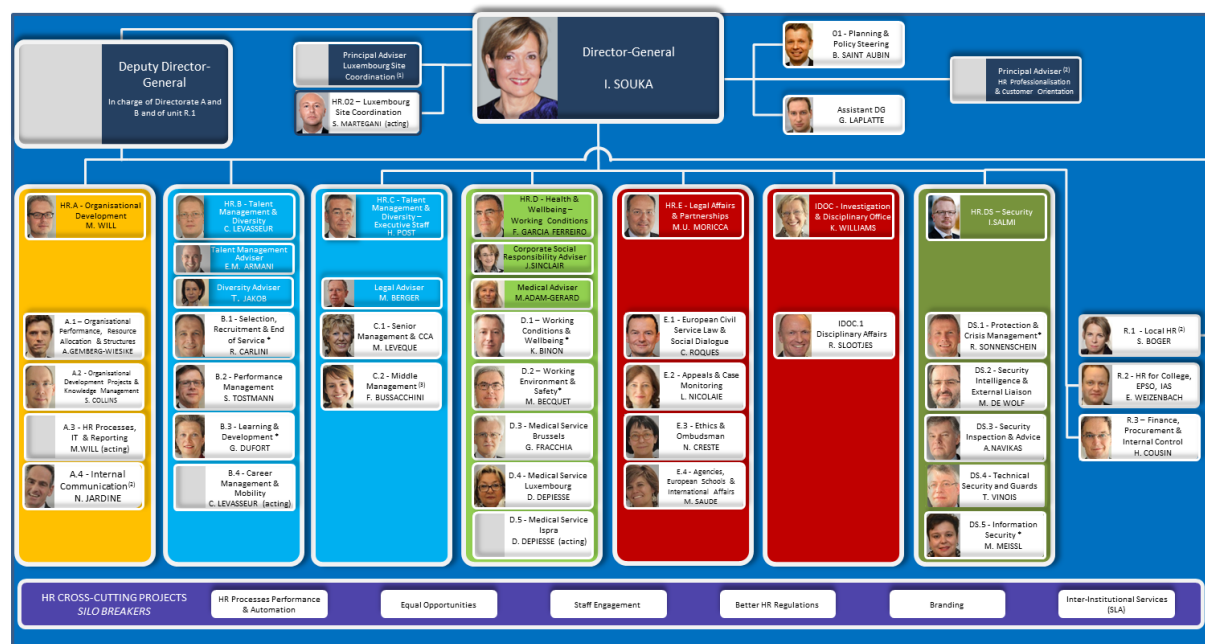 Deputy Director-
General
In charge of Directorate A and
B and of unit R.1
Principal Adviser
Luxembourg Site
Coordination (1)
HR.02 – Luxembourg
Site Coordination
S. MARTEGANI (acting)
Director-General
I. SOUKA
01 - Planning &
Policy Steering
B. SAINT AUBIN
Assistant DG
G. LAPLATTE
Principal Adviser (2)
HR Professionalisation
& Customer Orientation
HR.A - Organisational
Development
M. WILL
A.1 – Organisational
Performance, Resource
Allocation & Structures
A.GEMBERG-WIESIKE
A.2 - Organisational
Development Projects &
Knowledge Management
S. COLLINS
A.3 - HR Processes,
IT & Reporting
M.WILL (acting)
A.4 - Internal
Communication(2)
N. JARDINE
HR.B - Talent
Management &
Diversity
C. LEVASSEUR
Talent Management
Adviser
E.M. ARMANI
Diversity Adviser
T. JAKOB
B.1 - Selection,
Recruitment & End
of Service *
R. CARLINI
B.2 - Performance
Management
S. TOSTMANN
B.3 - Learning &
Development *
G. DUFORT
B.4 - Career
Management &
Mobility
C. LEVASSEUR (acting)
HR.C - Talent
Management &
Diversity –
Executive Staff
H. POST
Legal Adviser
M. BERGER
C.1 - Senior
Management & CCA
M. LEVEQUE
C.2 - Middle
Management (3)
F. BUSSACCHINI
HR.D - Health &
Wellbeing –
Working Conditions
F. GARCIA FERREIRO
Corporate Social
Responsibility Adviser
J.SINCLAIR
Medical Adviser
M.ADAM-GERARD
D.1 – Working
Conditions &
Wellbeing *
K. BINON
D.2 – Working
Environment &
Safety*
M. BECQUET
D.3 - Medical Service
Brussels
G. FRACCHIA
D.4 - Medical Service
Luxembourg
D. DEPIESSE
D.5 - Medical Service
Ispra
D. DEPIESSE (acting)
HR.E - Legal Affairs
& Partnerships
M.U. MORICCA
E.1 - European Civil
Service Law &
Social Dialogue
C. ROQUES
E.2 - Appeals & Case
Monitoring
L. NICOLAIE
E.3 - Ethics &
Ombudsman
N. CRESTE
E.4 - Agencies,
European Schools &
International Affairs
M. SAUDE
IDOC - Investigation
& Disciplinary Office
K. WILLIAMS
IDOC.1
Disciplinary Affairs
R. SLOOTJES
HR.DS – Security
I.SALMI
DS.1 - Protection &
Crisis Management*
R. SONNENSCHEIN
DS.2 - Security
Intelligence &
External Liaison
M. DE WOLF
DS.3 - Security
Inspection & Advice
A.NAVIKAS
DS.4 - Technical
Security and Guards
T. VINOIS
DS.5 - Information
Security *
M. MEISSL
R.1 - Local HR (2)
S. BOGER
R.2 - HR for College,
EPSO, IAS
E. WEIZENBACH
R.3 – Finance,
Procurement &
Internal Control
H. COUSIN
HR CROSS-CUTTING PROJECTS
SILO BREAKERS
HR Processes Performance
& Automation
Equal Opportunities
Staff Engagement
Better HR Regulations
Branding
Inter-Institutional Services
(SLA)